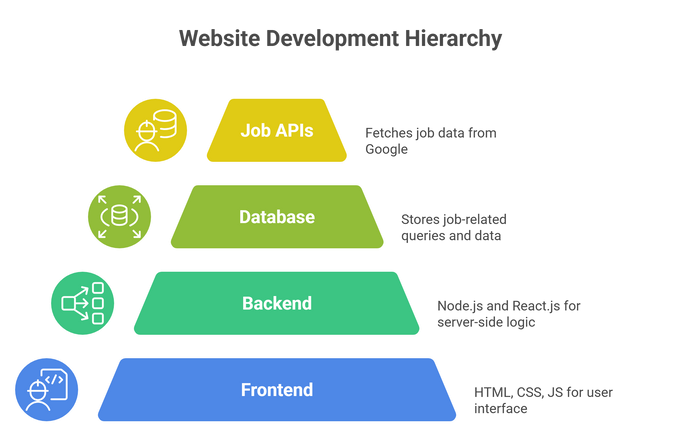 Website Development Hierarchy
Job APIs
Fetches job data from
Google
Database
Stores job-related
queries and data
Backend
Node.js and React.js for
server-side logic
</>
Frontend
HTML, CSS, JS for user
interface